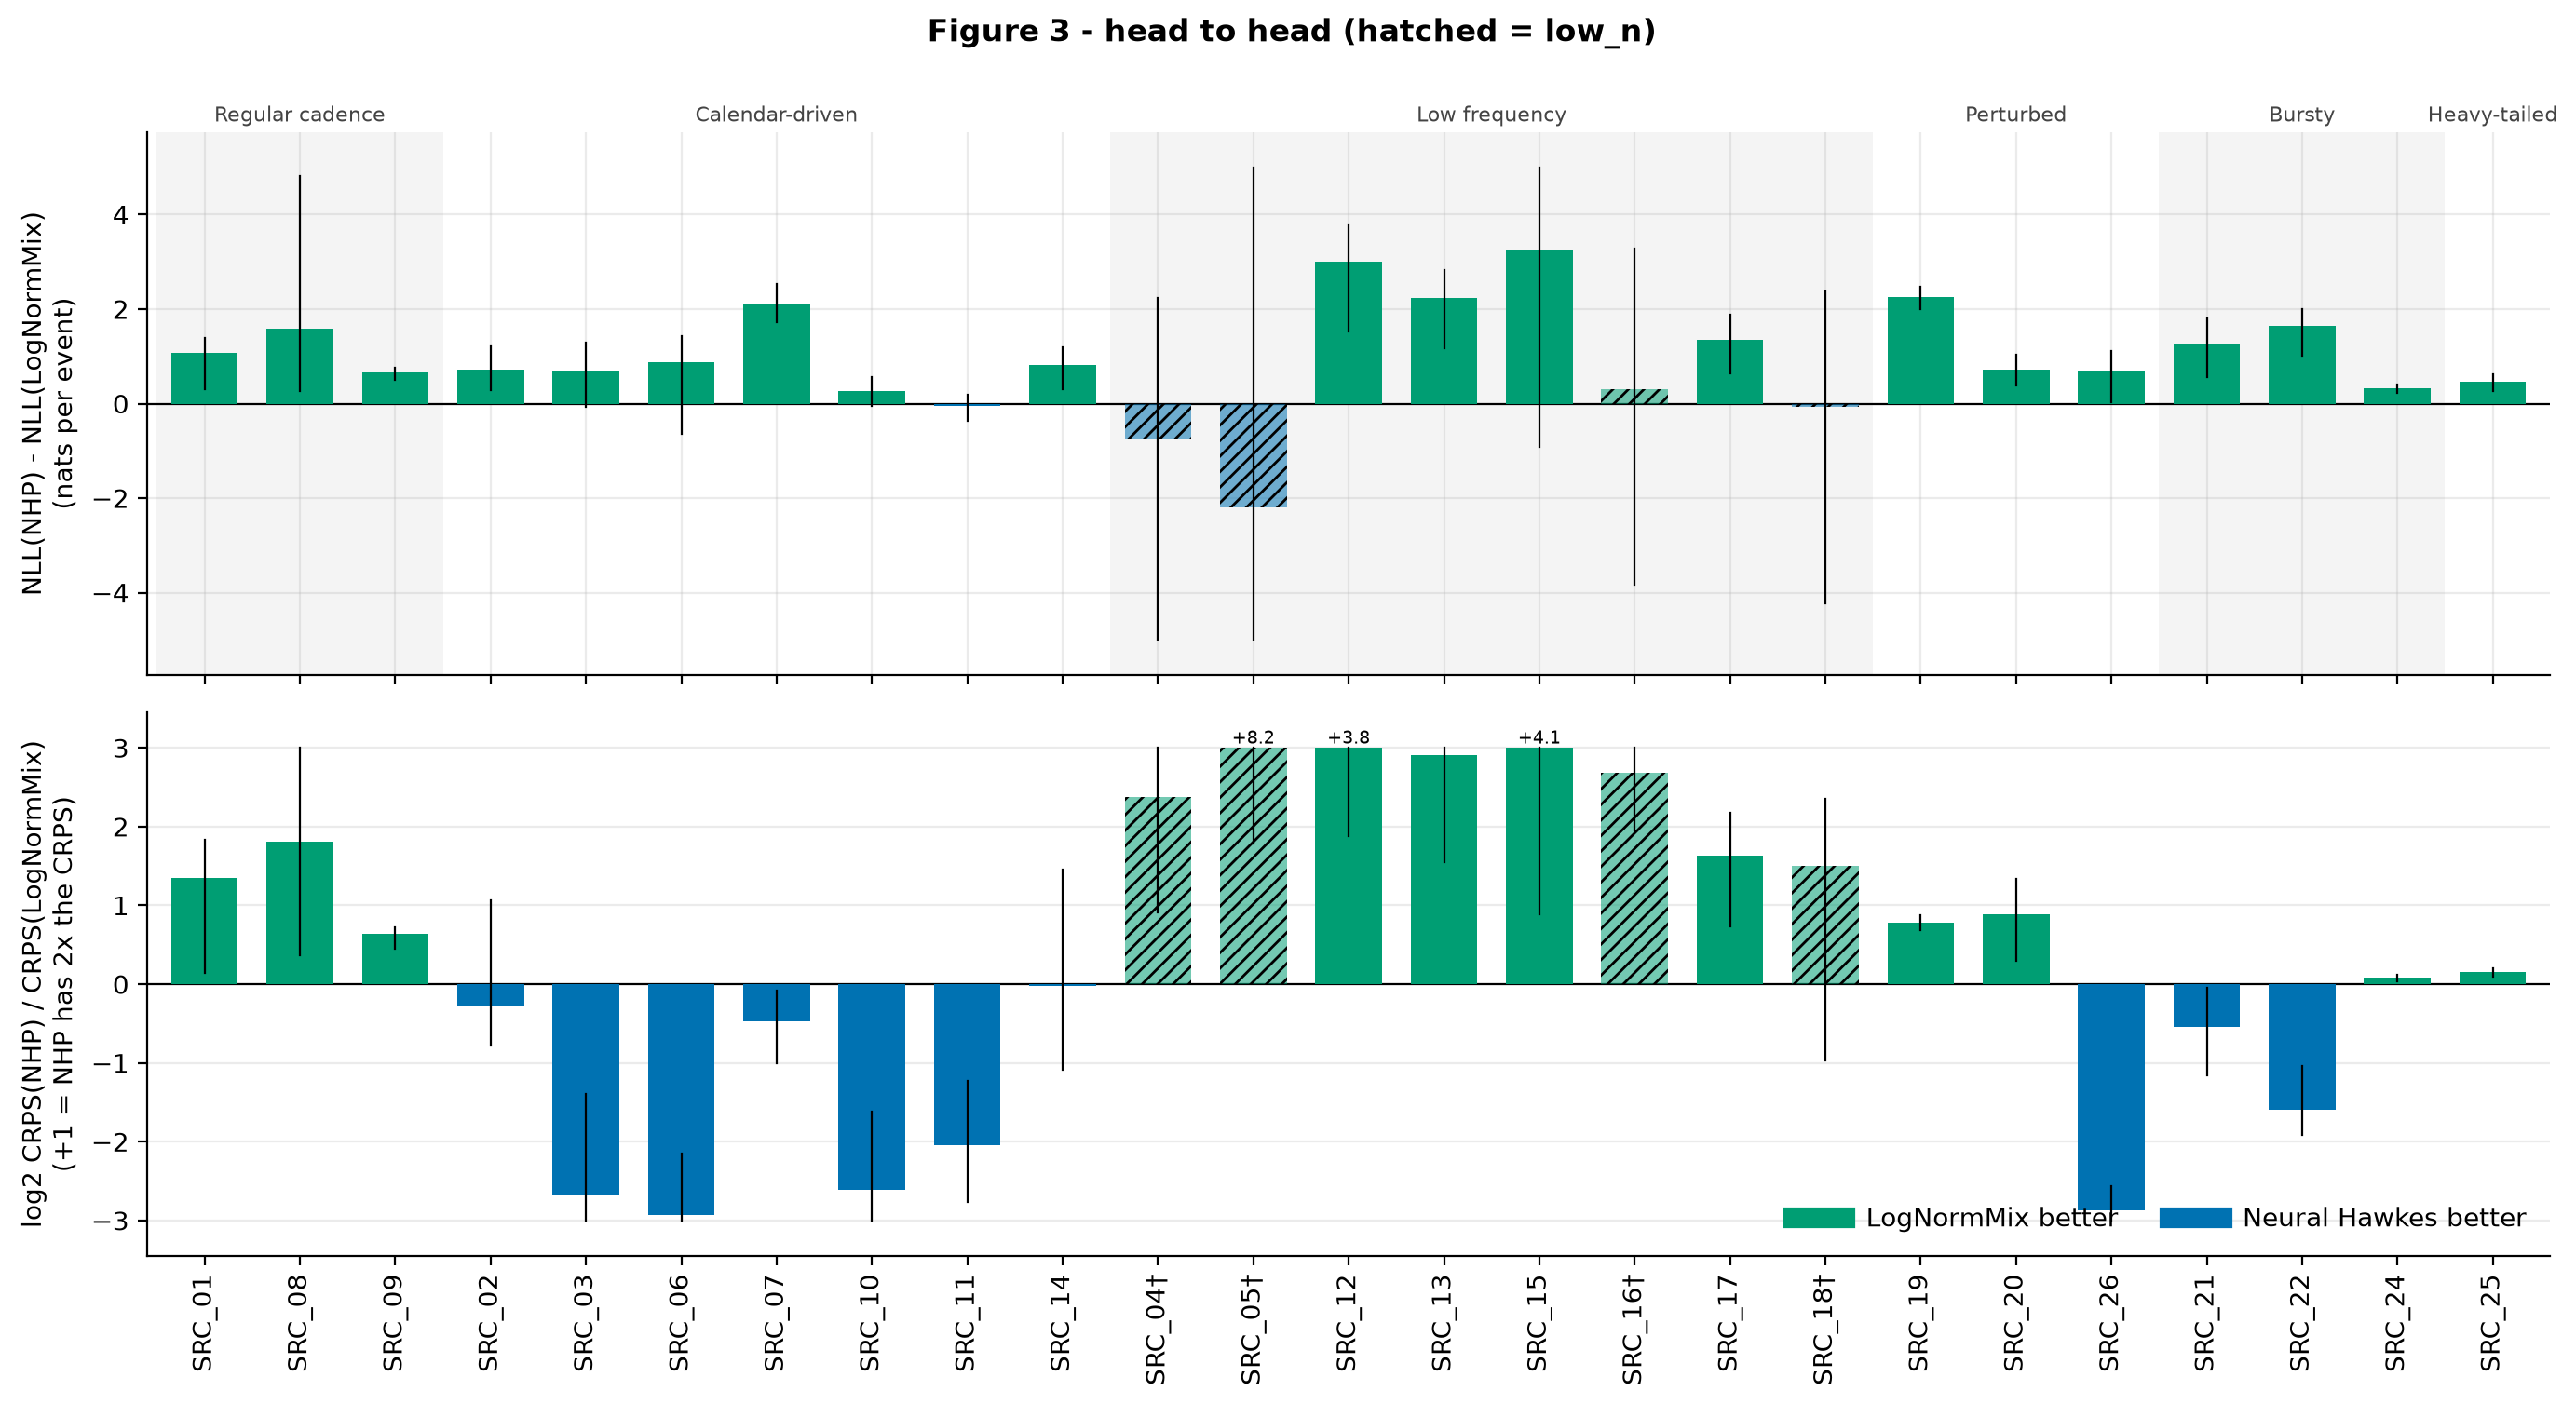 Figure 3 - head to head (hatched = low_n)
Regular cadence
Calendar-driven
Low frequency
Perturbed
Bursty
Heavy-tailed
NLL(NHP) - NLL(LogNormMix)
(nats per event)
4
2
0
−2
−4
log2 CRPS(NHP) / CRPS(LogNormMix)
(+1 = NHP has 2x the CRPS)
3
2
1
0
−1
−2
−3
+8.2
+3.8
+4.1
LogNormMix better
Neural Hawkes better
SRC_01
SRC_08
SRC_09
SRC_02
SRC_03
SRC_06
SRC_07
SRC_10
SRC_11
SRC_14
SRC_04†
SRC_05†
SRC_12
SRC_13
SRC_15
SRC_16†
SRC_17
SRC_18†
SRC_19
SRC_20
SRC_26
SRC_21
SRC_22
SRC_24
SRC_25